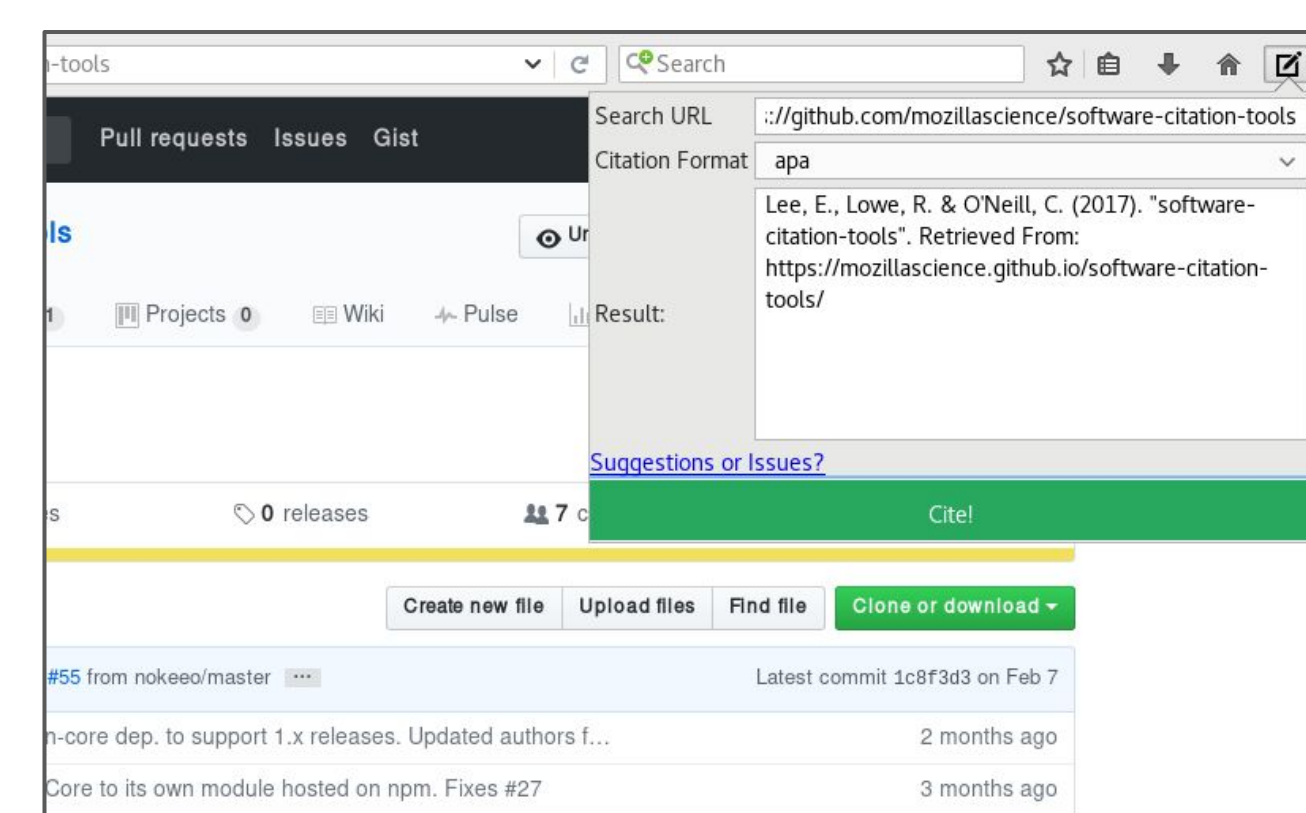 -tools
Search
Pull requests Issues Gist
Search URL ://github.com/mozillascience/software-citation-tools
Citation Format apa
Lee, E., Lowe, R. & O'Neill, C. (2017). "software-
citation-tools". Retrieved From:
https://mozillascience.github.io/software-citation-
tools/
Result:
ls
Projects 0 Wiki Pulse
Suggestions or Issues?
Cite!
0 releases 7
Create new file Upload files Find file Clone or download
#55 from nokeeo/master ... Latest commit 1c8f3d3 on Feb 7
n-core dep. to support 1.x releases. Updated authors f... 2 months ago
Core to its own module hosted on npm. Fixes #27 3 months ago